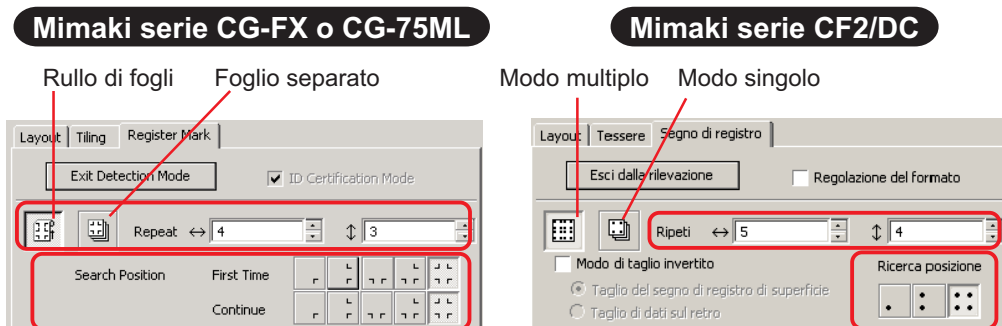 Mimaki serie CG-FX o CG-75ML
Rullo di fogli Foglio separato
Layout Tiling Register Mark
Exit Detection Mode ID Certification Mode
Repeat 4 3
Search Position First Time
Continue
Mimaki serie CF2/DC
Modo multiplo Modo singolo
Layout Tessere Segno di registro
Esci dalla rilevazione Regolazione del formato
Ripeti 5 4
Modo di taglio invertito Ricerca posizione
Taglio del segno di registro di superficie
Taglio di dati sul retro